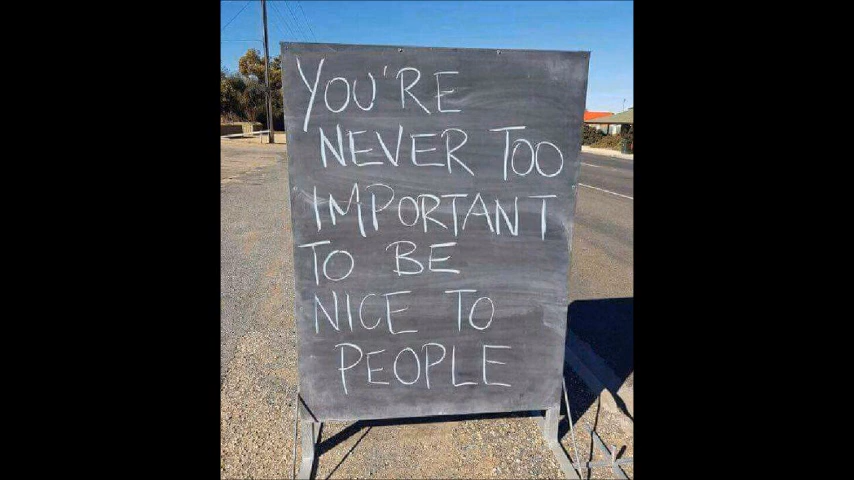 YOU'RE
NEVER TOO
IMPORTANT
TO BE
NICE TO
PEOPLE